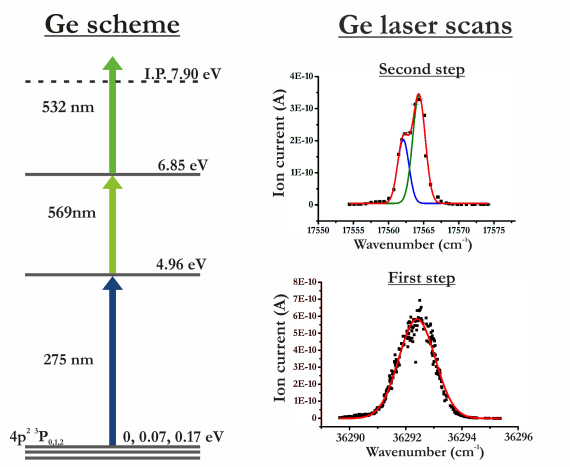 Ge scheme
I.P. 7.90 eV
532 nm
6.85 eV
569nm
4.96 eV
275 nm
4p² ³P₀,₁,₂
0, 0.07, 0.17 eV
Ge laser scans
Second step
4E-10
3E-10
2E-10
1E-10
0
Ion current (A)
17550 17555 17560 17565 17570 17575
Wavenumber (cm⁻¹)
First step
8E-10
7E-10
6E-10
5E-10
4E-10
3E-10
2E-10
1E-10
0
Ion current (A)
36290 36292 36294 36296
Wavenumber (cm⁻¹)